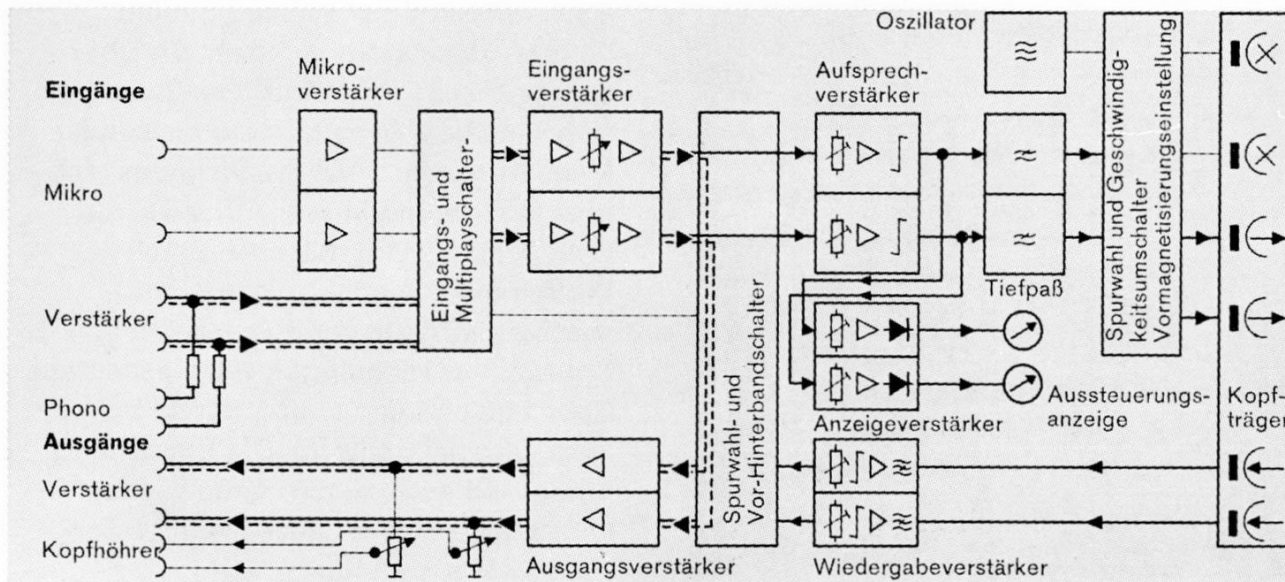 Oszillator
Mikro-
verstärker
Eingangs-
verstärker
Aufsprech-
verstärker
Eingänge
Mikro
Verstärker
Phono
Eingangs- und
Multiplayschalter-
Spurwahl- und
Vor-Hinterbandschalter
Tiefpaß
Spurwahl und Geschwindig-
keitsumschalter
Vormagnetisierungseinstellung
Anzeigeverstärker
Aussteuerungs-
anzeige
Kopf-
träger
Ausgänge
Verstärker
Kopfhöhrer
Ausgangsverstärker
Wiedergabeverstärker